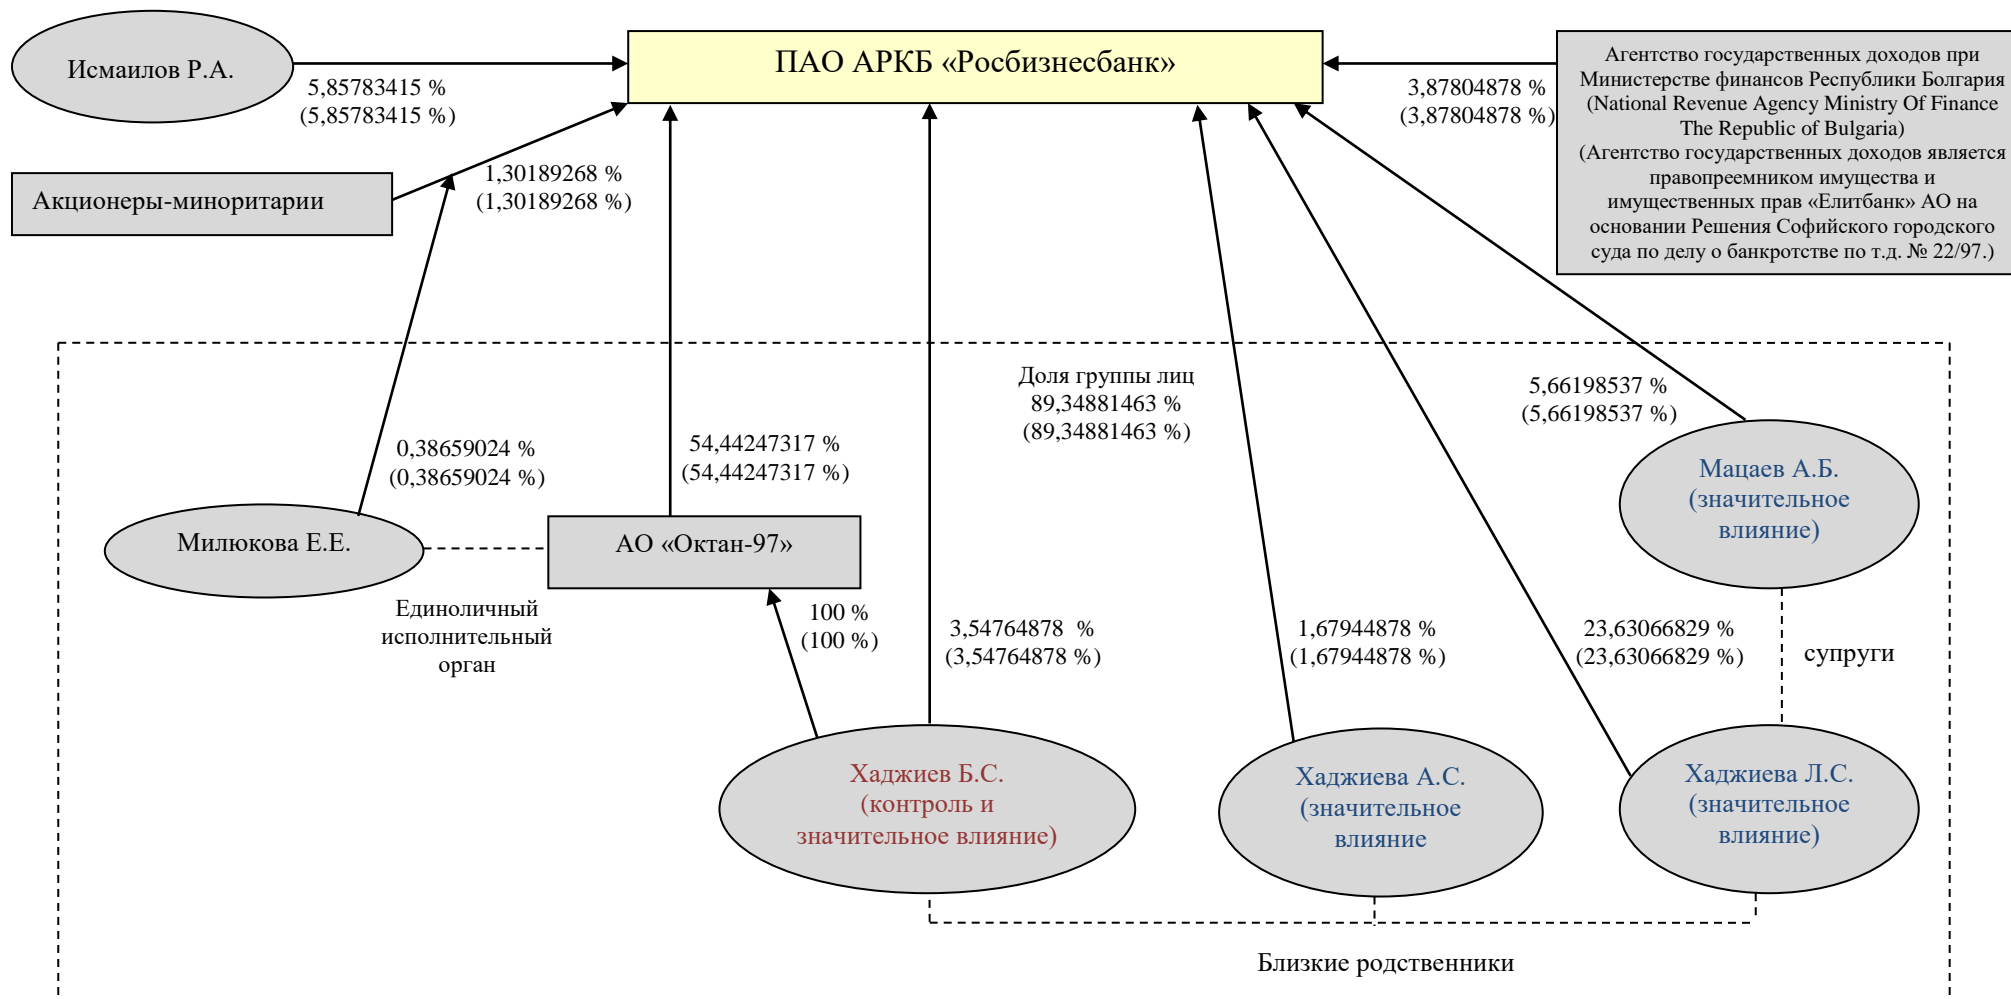 Исмаилов Р.А.
5,85783415 %
(5,85783415 %)
ПАО АРКБ «Росбизнесбанк»
3,87804878 %
(3,87804878 %)
Агентство государственных доходов при
Министерстве финансов Республики Болгария
(National Revenue Agency Ministry Of Finance
The Republic of Bulgaria)
(Агентство государственных доходов является
правопреемником имущества и
имущественных прав «Елитбанк» АО на
основании Решения Софийского городского
суда по делу о банкротстве по т.д. № 22/97.)
Акционеры-миноритарии
1,30189268 %
(1,30189268 %)
Доля группы лиц
89,34881463 %
(89,34881463 %)
5,66198537 %
(5,66198537 %)
0,38659024 %
(0,38659024 %)
54,44247317 %
(54,44247317 %)
Мацаев А.Б.
(значительное
влияние)
Милюкова Е.Е.
АО «Октан-97»
Единоличный
исполнительный
орган
100 %
(100 %)
3,54764878 %
(3,54764878 %)
1,67944878 %
(1,67944878 %)
23,63066829 %
(23,63066829 %)
супруги
Хаджиев Б.С.
(контроль и
значительное влияние)
Хаджиева А.С.
(значительное
влияние
Хаджиева Л.С.
(значительное
влияние)
Близкие родственники